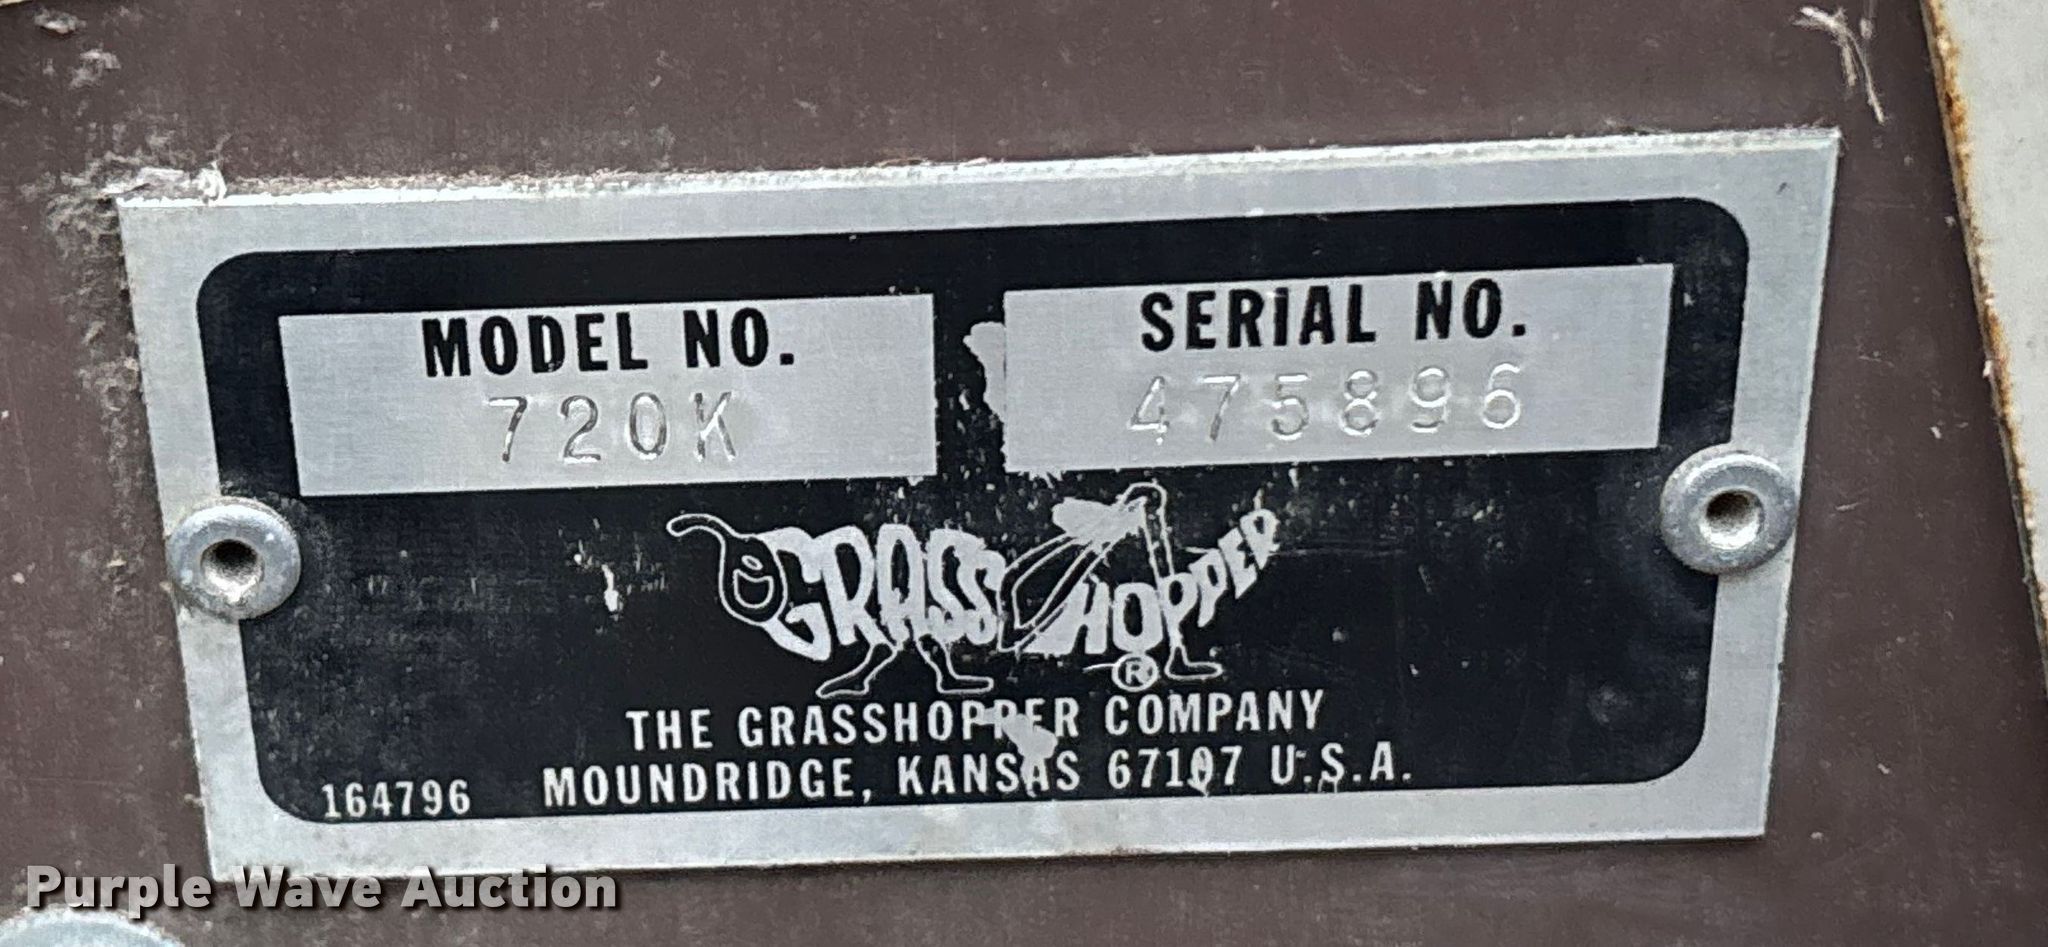 MODEL NO.
720K
SERIAL NO.
475896
GRASSHOPPER
®
THE GRASSHOPPER COMPANY
MOUNDRIDGE, KANSAS 67107 U.S.A.
164796
Purple Wave Auction